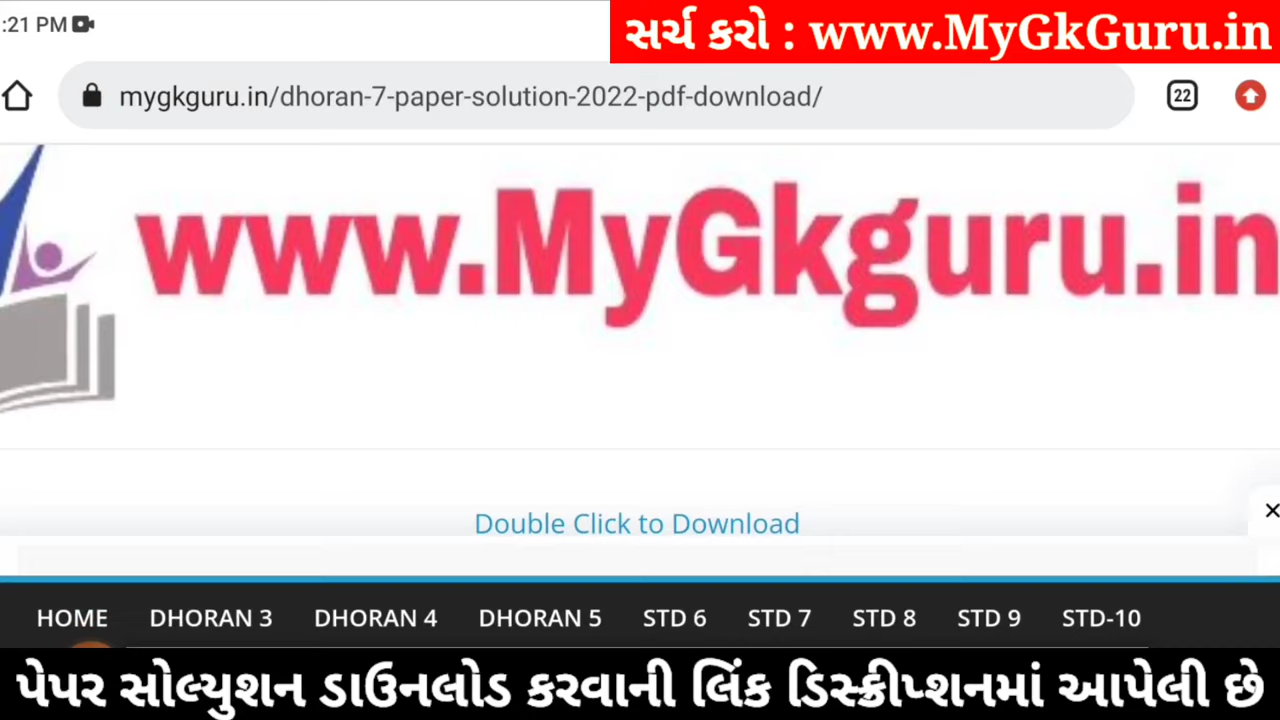 :21 PM
સર્ચ કરો : www.MyGkGuru.in
mygkguru.in/dhoran-7-paper-solution-2022-pdf-download/
22
www.MyGkguru.in
Double Click to Download
×
HOME DHORAN 3 DHORAN 4 DHORAN 5 STD 6 STD 7 STD 8 STD 9 STD-10
પેપર સોલ્યુશન ડાઉનલોડ કરવાની લિંક ડિસ્ક્રીપ્શનમાં આપેલી છે